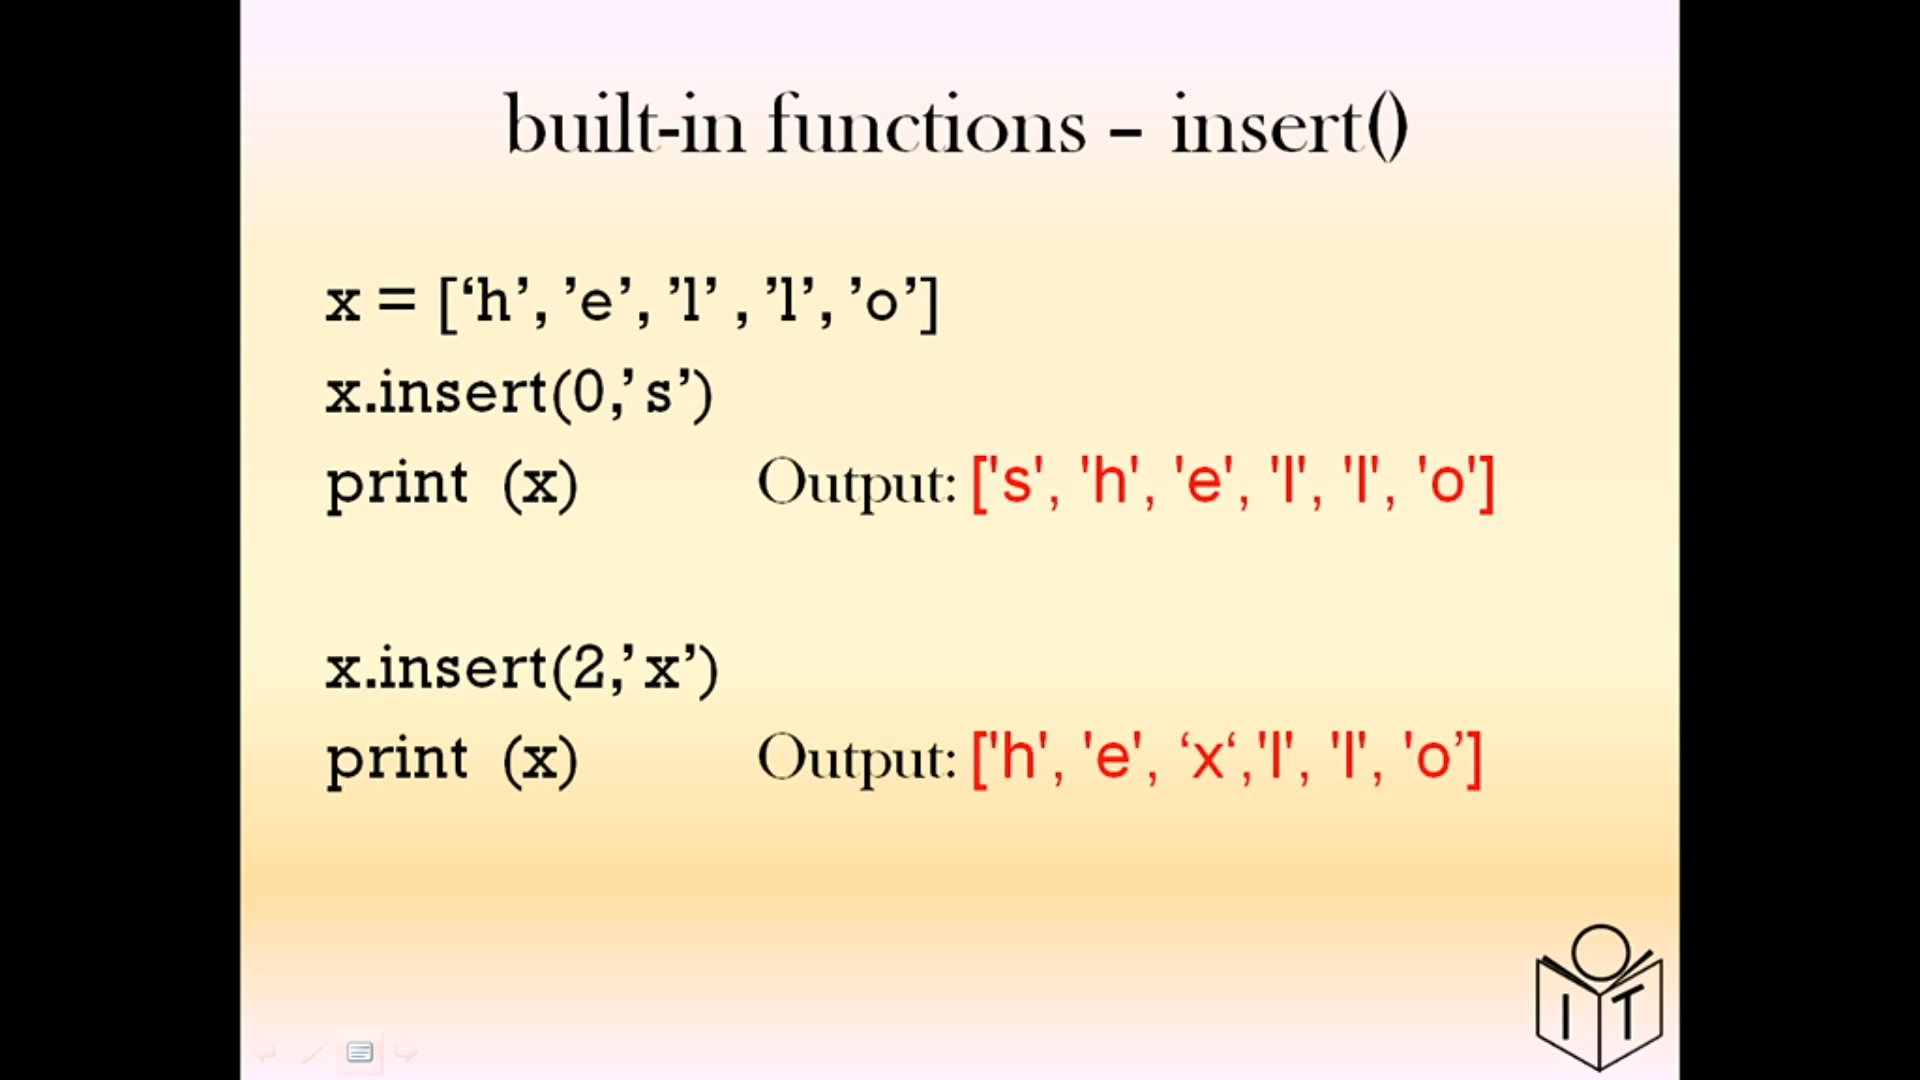 built-in functions – insert()
x = [‘h’, ’e’, ’l’ , ’l’, ’o’]
x.insert(0,’s’)
print (x) Output: ['s', 'h', 'e', 'l', 'l', 'o']
x.insert(2,’x’)
print (x) Output: ['h', 'e', ‘x‘,'l', 'l', 'o’]
I T